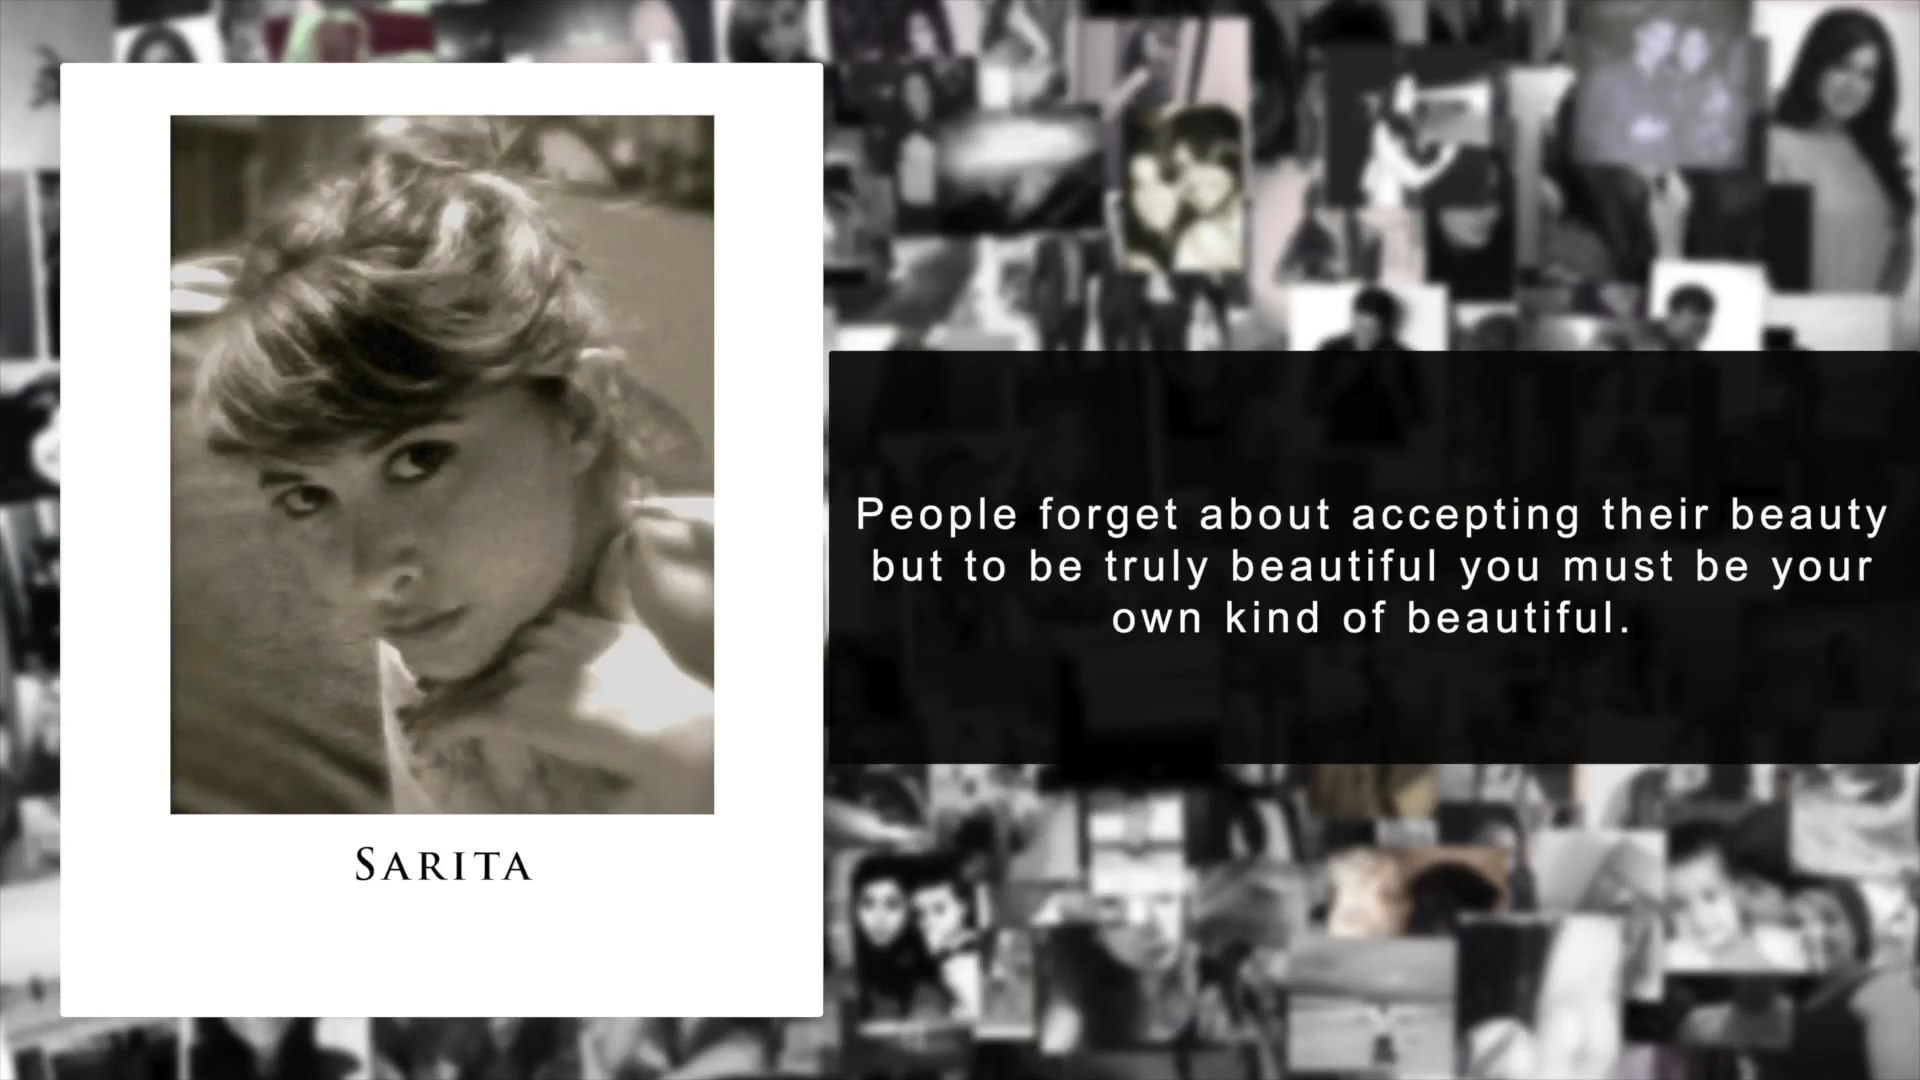 SARITA
People forget about accepting their beauty
but to be truly beautiful you must be your
own kind of beautiful.